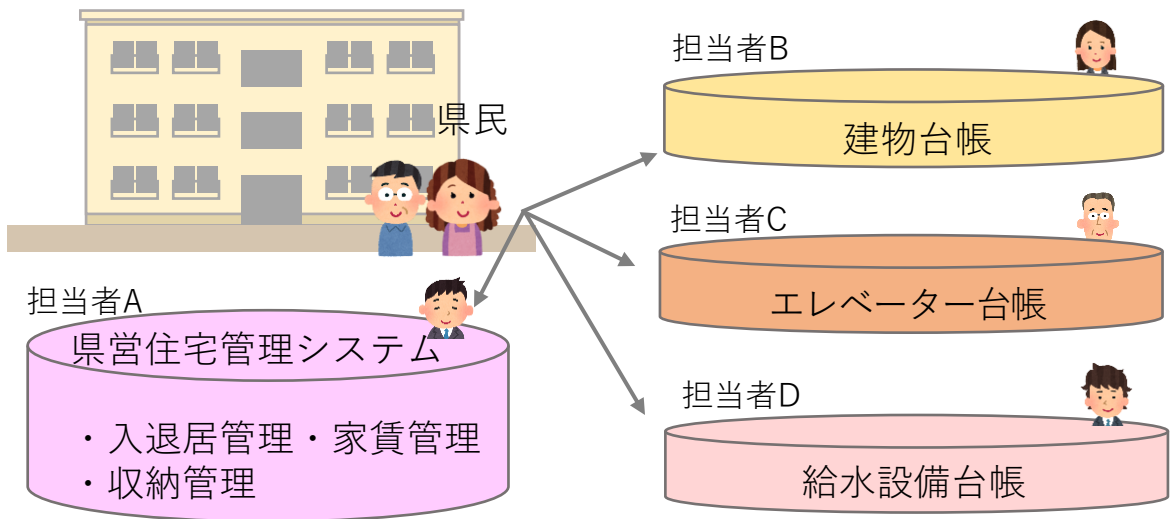 県民
担当者A
県営住宅管理システム
・入退居管理・家賃管理
・収納管理
担当者B
建物台帳
担当者C
エレベーター台帳
担当者D
給水設備台帳